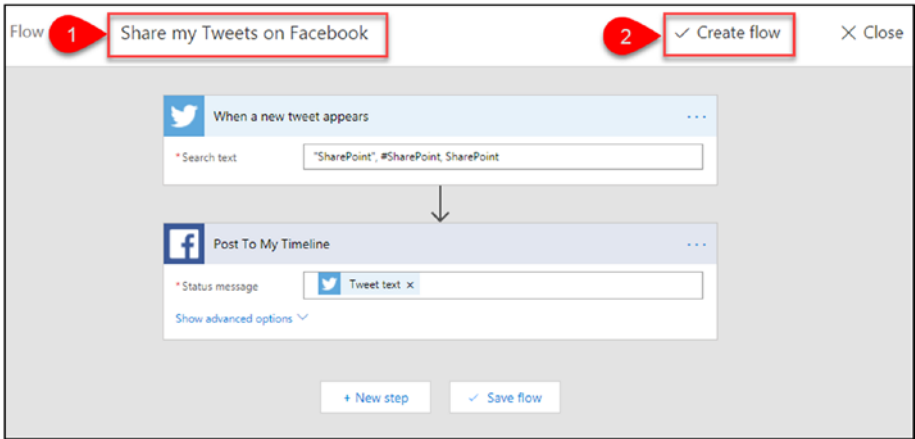 Flow 1 Share my Tweets on Facebook 2 ✓ Create flow × Close
When a new tweet appears ...
* Search text "SharePoint", #SharePoint, SharePoint
f Post To My Timeline ...
* Status message Tweet text ×
Show advanced options
+ New step ✓ Save flow